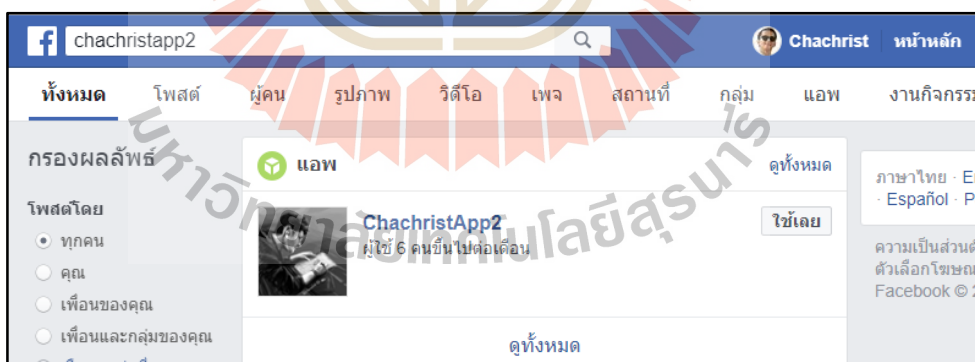 chachristapp2
Chachrist หน้าหลัก
ทั้งหมด โพสต์ ผู้คน รูปภาพ วิดีโอ เพจ สถานที่ กลุ่ม แอพ งานกิจกรรม
กรองผลลัพธ์
โพสต์โดย
ทุกคน
คุณ
เพื่อนของคุณ
เพื่อนและกลุ่มของคุณ
แอพ ดูทั้งหมด
ChachristApp2
ผู้ใช้ 6 คนขึ้นไปต่อเดือน
ใช้เลย
ดูทั้งหมด
ภาษาไทย ·
· Español ·
ความเป็นส่วนตัว
Facebook ©
มหาวิทยาลัยเทคโนโลยีสุรนารี